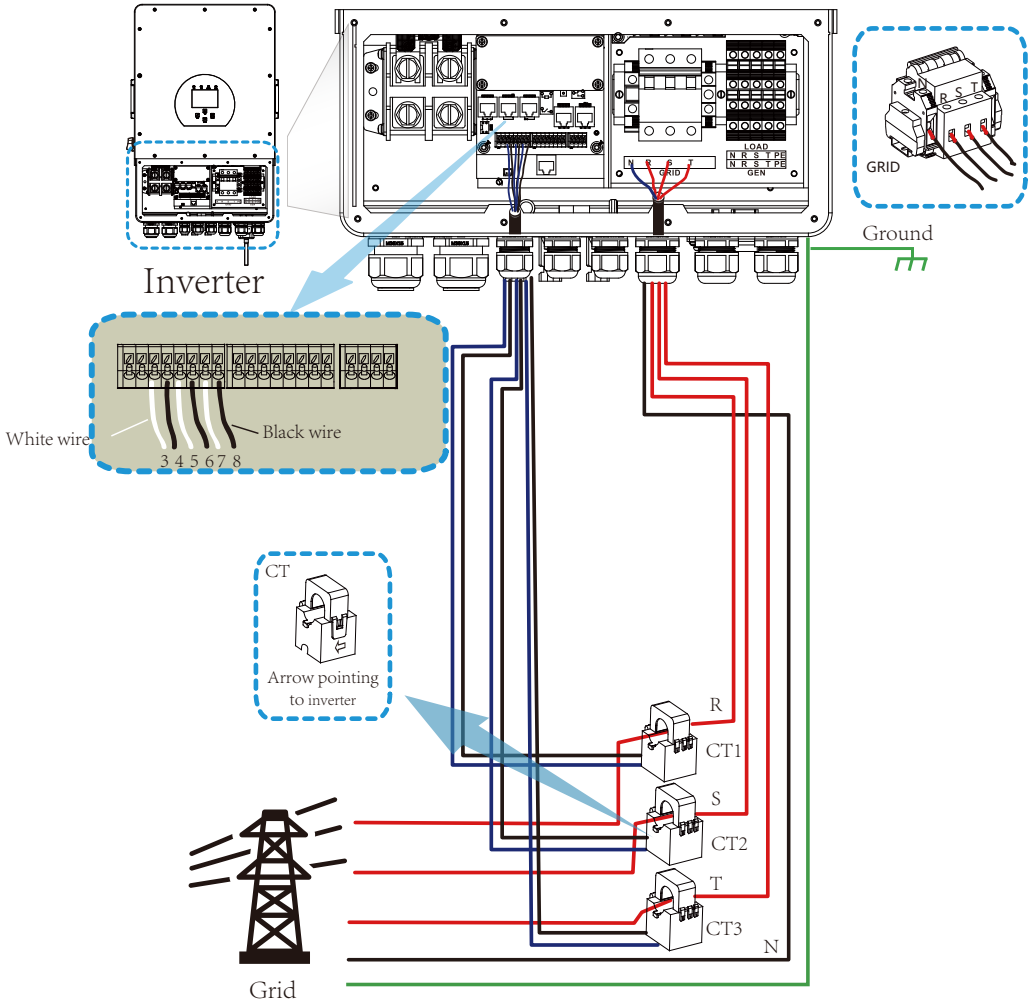 R S T
GRID
LOAD
N R S T PE
N R S T PE
GEN
N R S T
GRID
Ground
Inverter
White wire
Black wire
3 4 5 6 7 8
CT
Arrow pointing
to inverter
R
CT1
S
CT2
T
CT3
N
Grid